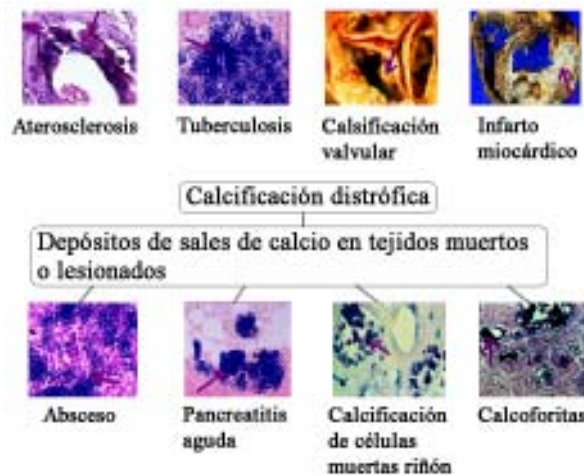 Aterosclerosis
Tuberculosis
Calsificación
valvular
Infarto
miocárdico
Calcificación distrófica
Depósitos de sales de calcio en tejidos muertos
o lesionados
Absceso
Pancreatitis
aguda
Calcificación
de células
muertas riñón
Calcoforitas